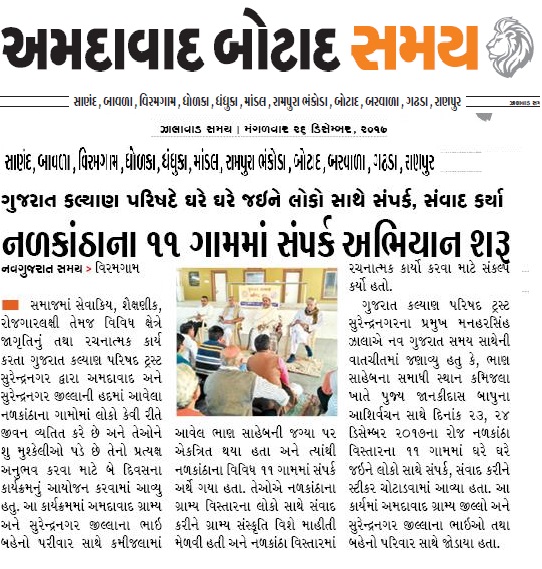 અમદાવાદ બોટાદ સમય
સાણંદ, બાવળા, વિરમગામ, ધોળકા, ધંધુકા, માંડલ, રામપુરા ભંકોડા, બોટાદ, બરવાળા, ગઢડા, રાણપુર
ઝાલાવાડ સમય | મંગળવાર ૨૬ ડિસેમ્બર, ૨૦૧૭
સાણંદ, બાવળા, વિરમગામ, ધોળકા, ધંધુકા, માંડલ, રામપુરા ભંકોડા, બોટાદ, બરવાળા, ગઢડા, રાણપુર
ગુજરાત કલ્યાણ પરિષદે ઘરે ઘરે જઇને લોકો સાથે સંપર્ક, સંવાદ કર્યા
નળકાંઠાના ૧૧ ગામમાં સંપર્ક અભિયાન શરૂ
નવગુજરાત સમય > વિરમગામ
સમાજમાં સેવાકિય, શૈક્ષણીક,
રોજગારલક્ષી તેમજ વિવિધ ક્ષેત્રે
જાગૃતિનું તથા રચનાત્મક કાર્ય
કરતા ગુજરાત કલ્યાણ પરિષદ ટ્રસ્ટ
સુરેન્દ્રનગર દ્વારા અમદાવાદ અને
સુરેન્દ્રનગર જીલ્લાની હદમાં આવેલા
નળકાંઠાના ગામોમાં લોકો કેવી રીતે
જીવન વ્યતિત કરે છે અને તેઓને
શુ મુશ્કેલીઓ પડે છે તેનો પ્રત્યક્ષ
અનુભવ કરવા માટે બે દિવસના
કાર્યક્રમનું આયોજન કરવામાં આવ્યુ
હતુ. આ કાર્યક્રમમાં અમદાવાદ ગ્રામ્ય
અને સુરેન્દ્રનગર જીલ્લાના ભાઇ
બહેનો પરીવાર સાથે કમીજલામાં
આવેલ ભાણ સાહેબની જગ્યા પર
એકત્રિત થયા હતા અને ત્યાંથી
નળકાંઠાના વિવિધ ૧૧ ગામમાં સંપર્ક
અર્થે ગયા હતા. તેઓએ નળકાંઠાના
ગ્રામ્ય વિસ્તારના લોકો સાથે સંવાદ
કરીને ગ્રામ્ય સંસ્કૃતિ વિશે માહીતી
મેળવી હતી અને નળકાંઠા વિસ્તારમાં
રચનાત્મક કાર્યો કરવા માટે સંકલ્પ
કર્યો હતો.
ગુજરાત કલ્યાણ પરિષદ ટ્રસ્ટ
સુરેન્દ્રનગરના પ્રમુખ મનહરસિંહ
ઝાલાએ નવ ગુજરાત સમય સાથેની
વાતચીતમાં જણાવ્યુ હતુ કે, ભાણ
સાહેબના સમાધી સ્થાન કમિજલા
ખાતે પુજ્ય જાનકીદાસ બાપુના
આશિર્વચન સાથે દિનાંક ૨૩, ૨૪
ડિસેમ્બર ૨૦૧૭ના રોજ નળકાંઠા
વિસ્તારના ૧૧ ગામમાં ઘરે ઘરે
જઇને લોકો સાથે સંપર્ક, સંવાદ કરીને
સ્ટીકર ચોટાડવામાં આવ્યા હતા. આ
કાર્યમાં અમદાવાદ ગ્રામ્ય જીલ્લો અને
સુરેન્દ્રનગર જીલ્લાના ભાઇઓ તથા
બહેનો પરિવાર સાથે જોડાયા હતા.